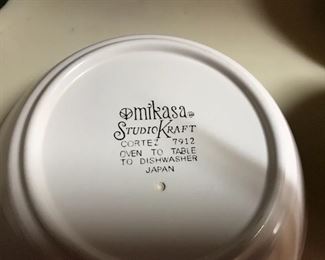 mikasa
STUDIO KRAFT
CORTEZ 7912
OVEN TO TABLE
TO DISHWASHER
JAPAN